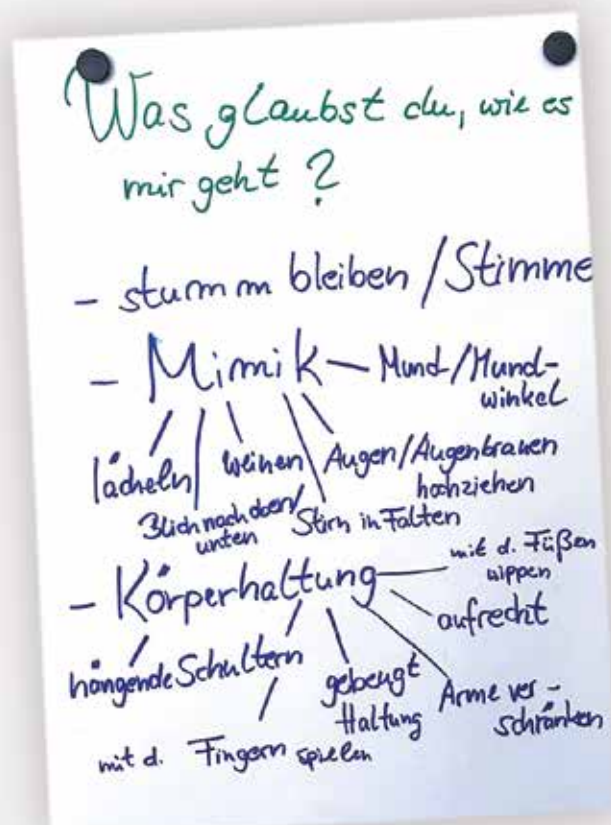 Was glaubst du, wie es
mir geht?
- stumm bleiben / Stimme
- Mimik - Mund/Mund-
winkel
lächeln
weinen
Augen/Augenbrauen
hochziehen
Blick nach oben/
unten
Stirn in Falten
- Körperhaltung
mit d. Füßen
wippen
aufrecht
hängende Schultern
gebeugt
Haltung
Arme ver-
schränken
mit d. Fingern spielen